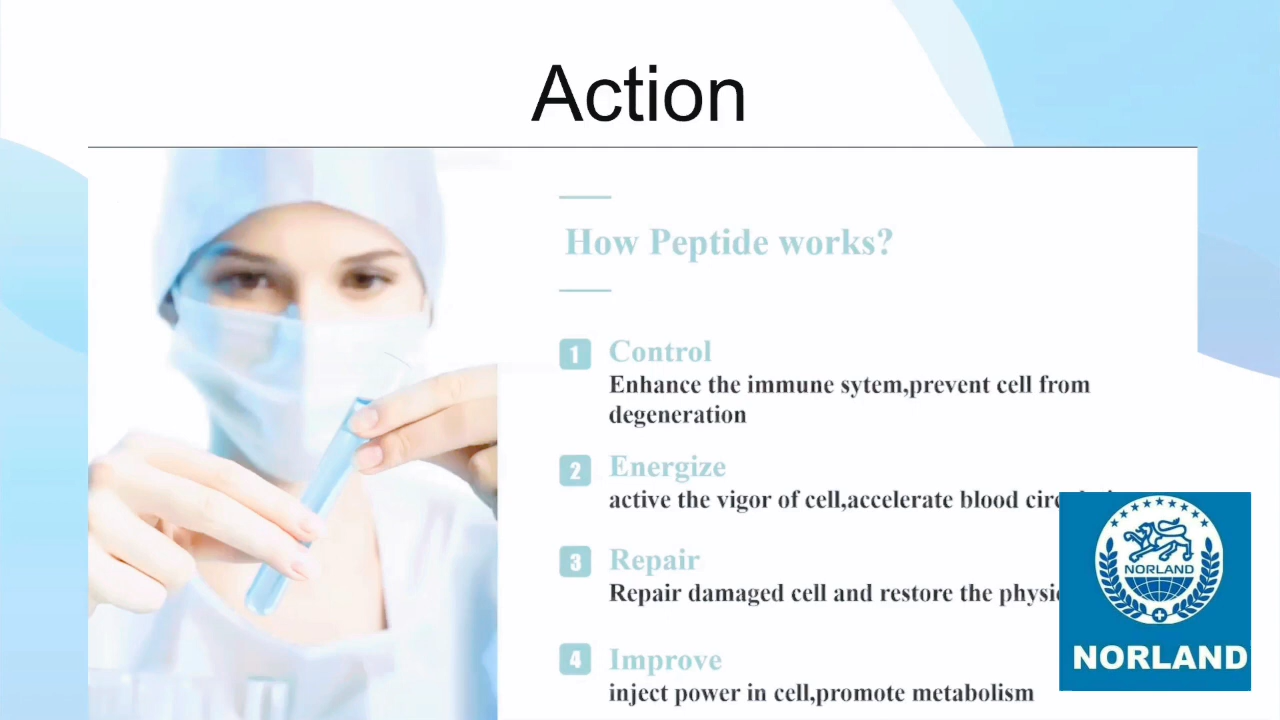 Action
How Peptide works?
1 Control
Enhance the immune sytem,prevent cell from
degeneration
2 Energize
active the vigor of cell,accelerate blood
3 Repair
Repair damaged cell and restore the
4 Improve
inject power in cell,promote metabolism
NORLAND
NORLAND